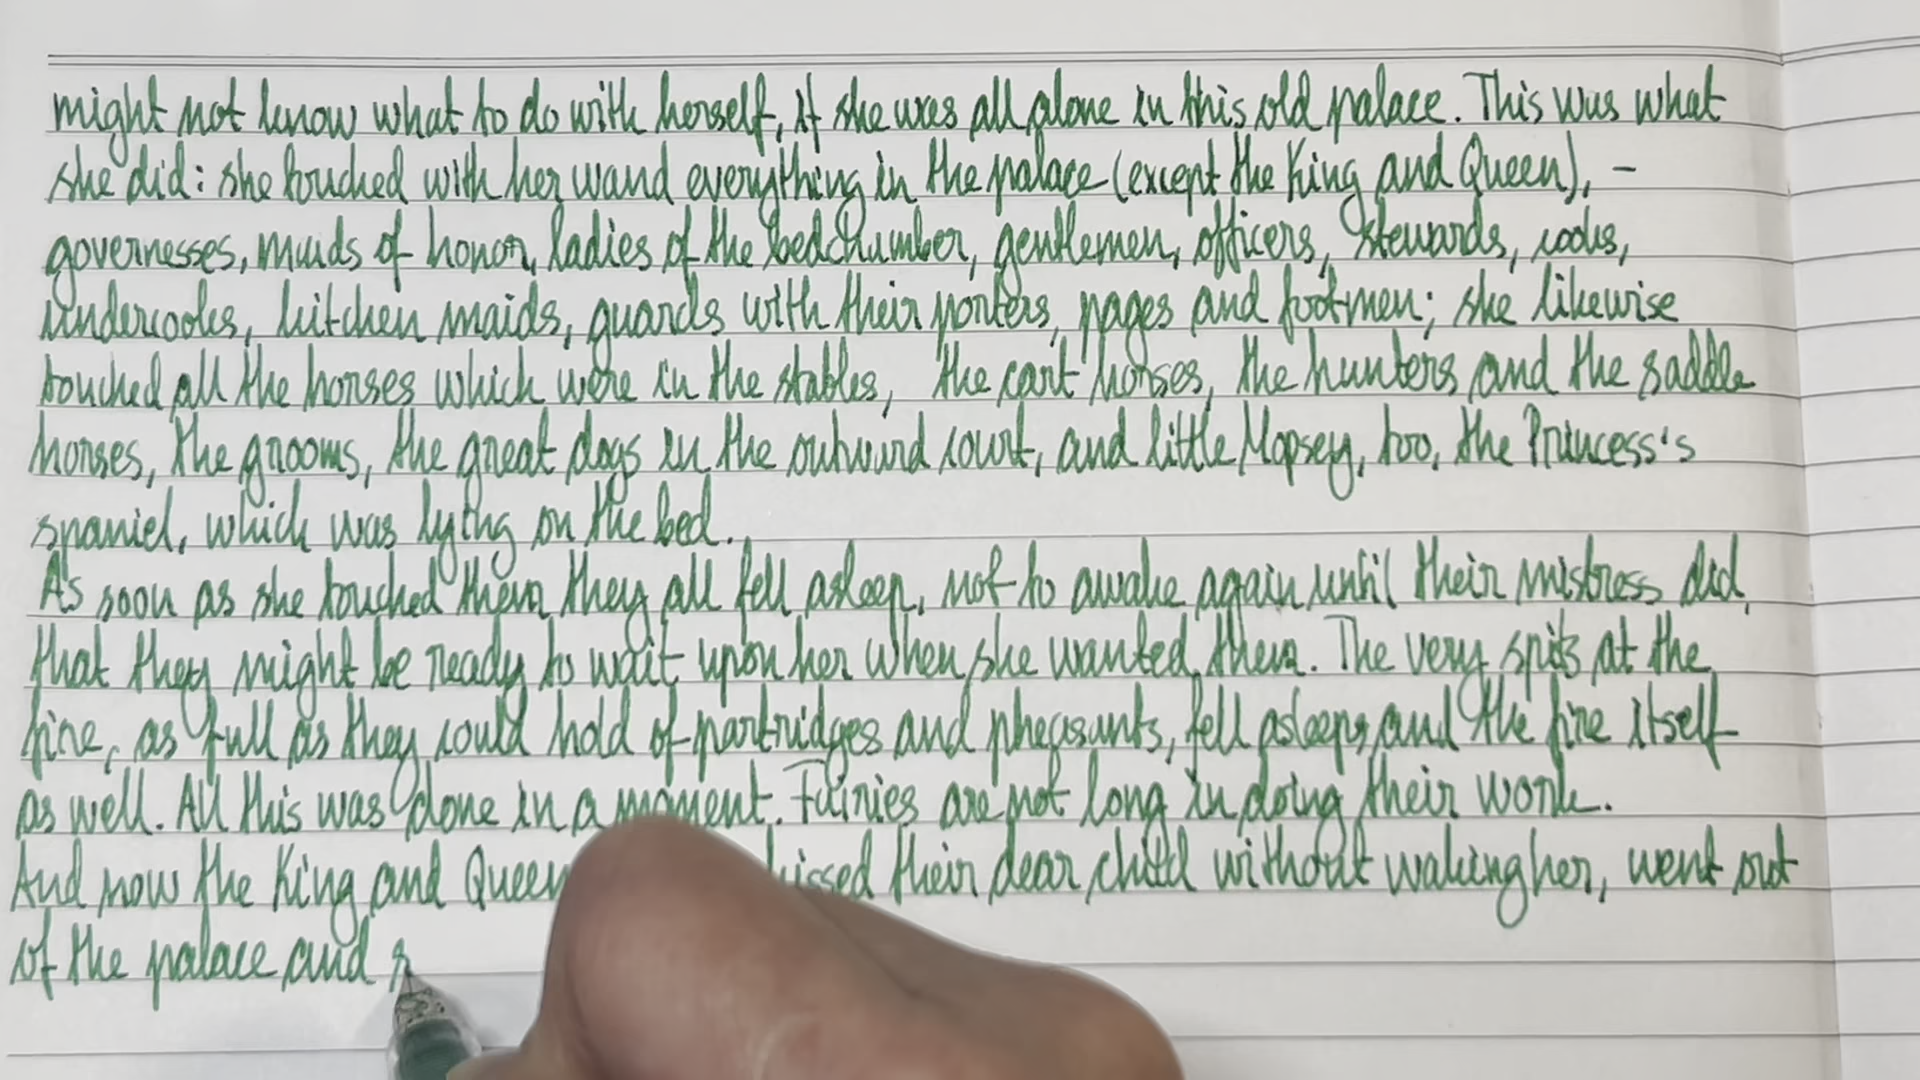 might not know what to do with herself, if she was all alone in this old palace. This was what
she did: she touched with her wand everything in the palace (except the King and Queen), -
governesses, maids of honor, ladies of the bedchamber, gentlemen, officers, stewards, cooks,
undercooks, kitchen maids, guards with their porters, pages and footmen; she likewise
touched all the horses which were in the stables, the cart horses, the hunters and the saddle
horses, the grooms, the great dogs in the outward court, and little Mopsey, too, the Princess's
spaniel, which was lying on the bed.
As soon as she touched them they all fell asleep, not to awake again until their mistress did,
that they might be ready to wait upon her when she wanted them. The very spits at the
fire, as full as they could hold of partridges and pheasants, fell asleep, and the fire itself
as well. All this was done in a moment. Fairies are not long in doing their work.
And now the King and Queen kissed their dear child without waking her, went out
of the palace and